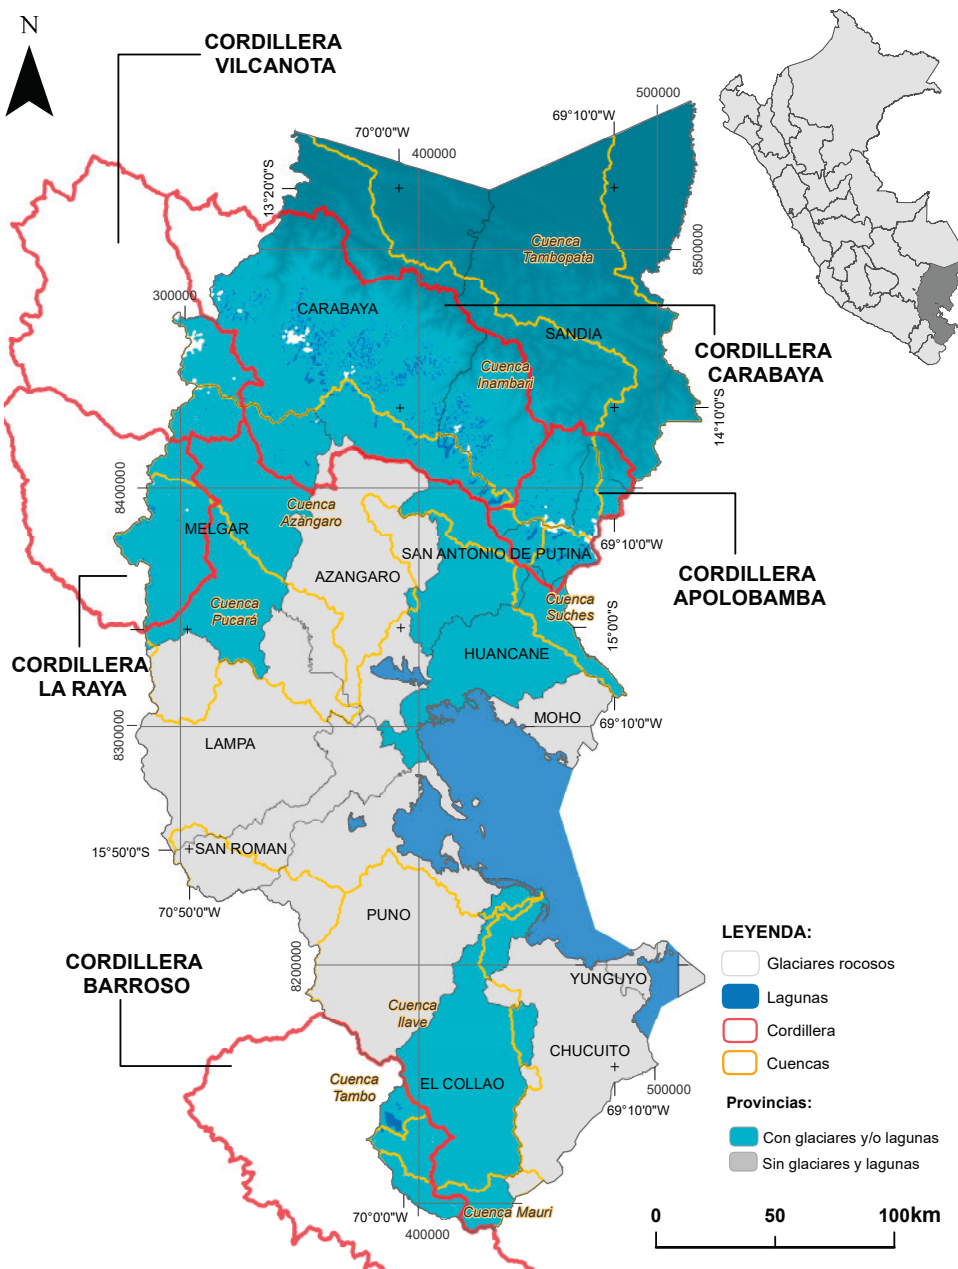 N
CORDILLERA
VILCANOTA
500000
69°10'0"W
70°0'0"W
400000
13°20'0"S
Cuenca
Tambopata
8500000
300000
CARABAYA
SANDIA
CORDILLERA
CARABAYA
Cuenca
Inambari
14°10'0"S
8400000
Cuenca
Azángaro
MELGAR
69°10'0"W
SAN ANTONIO DE PUTINA
AZANGARO
CORDILLERA
APOLOBAMBA
Cuenca
Pucará
Cuenca
Suches
15°0'0"S
CORDILLERA
LA RAYA
HUANCANE
MOHO
69°10'0"W
8300000
LAMPA
15°50'0"S
SAN ROMAN
70°50'0"W
PUNO
LEYENDA:
Glaciares rocosos
Lagunas
Cordillera
Cuencas
Provincias:
Con glaciares y/o lagunas
Sin glaciares y lagunas
CORDILLERA
BARROSO
8200000
YUNGUYO
Cuenca
Ilave
CHUCUITO
Cuenca
Tambo
EL COLLAO
500000
69°10'0"W
70°0'0"W
400000
Cuenca Mauri
0 50 100km